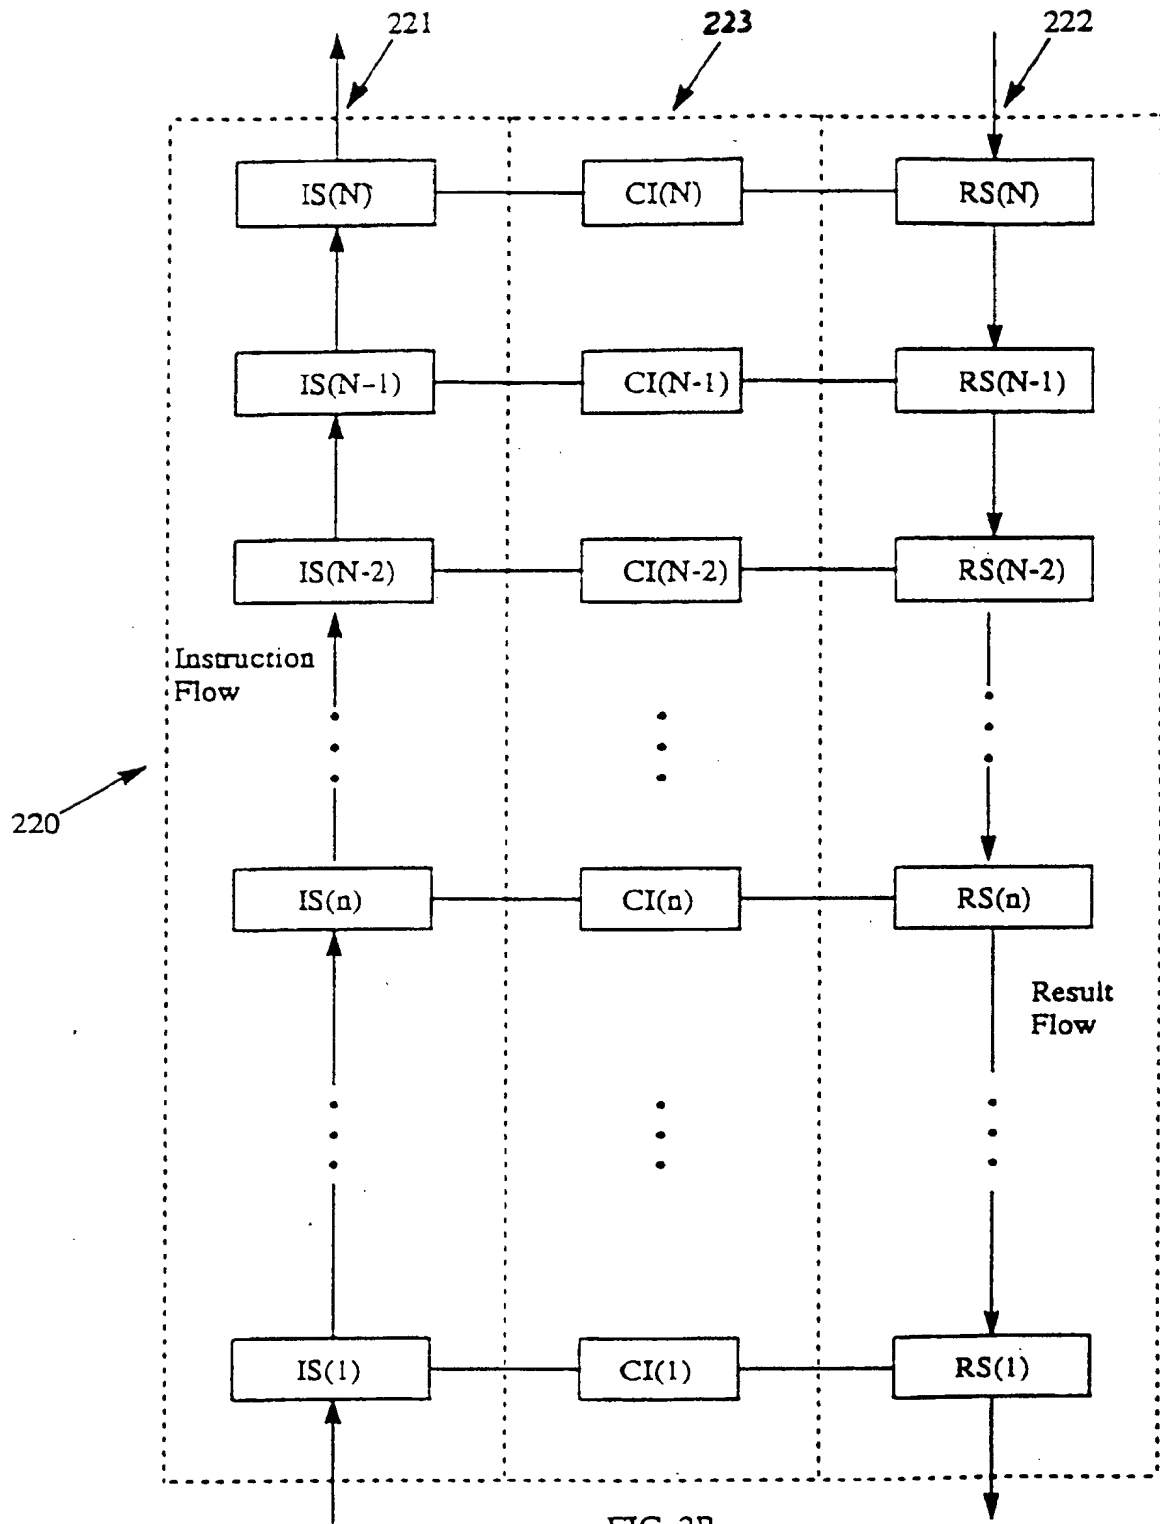 221 223 222
IS(N) CI(N) RS(N)
IS(N-1) CI(N-1) RS(N-1)
IS(N-2) CI(N-2) RS(N-2)
Instruction
Flow
220
IS(n) CI(n) RS(n)
Result
Flow
IS(1) CI(1) RS(1)